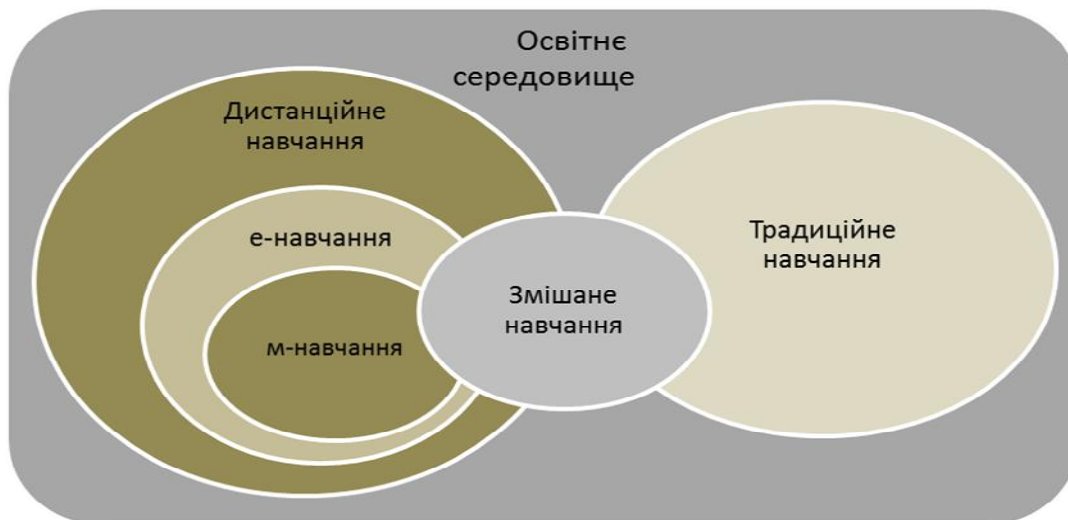 Освітнє
середовище
Дистанційне
навчання
е-навчання
м-навчання
Змішане
навчання
Традиційне
навчання